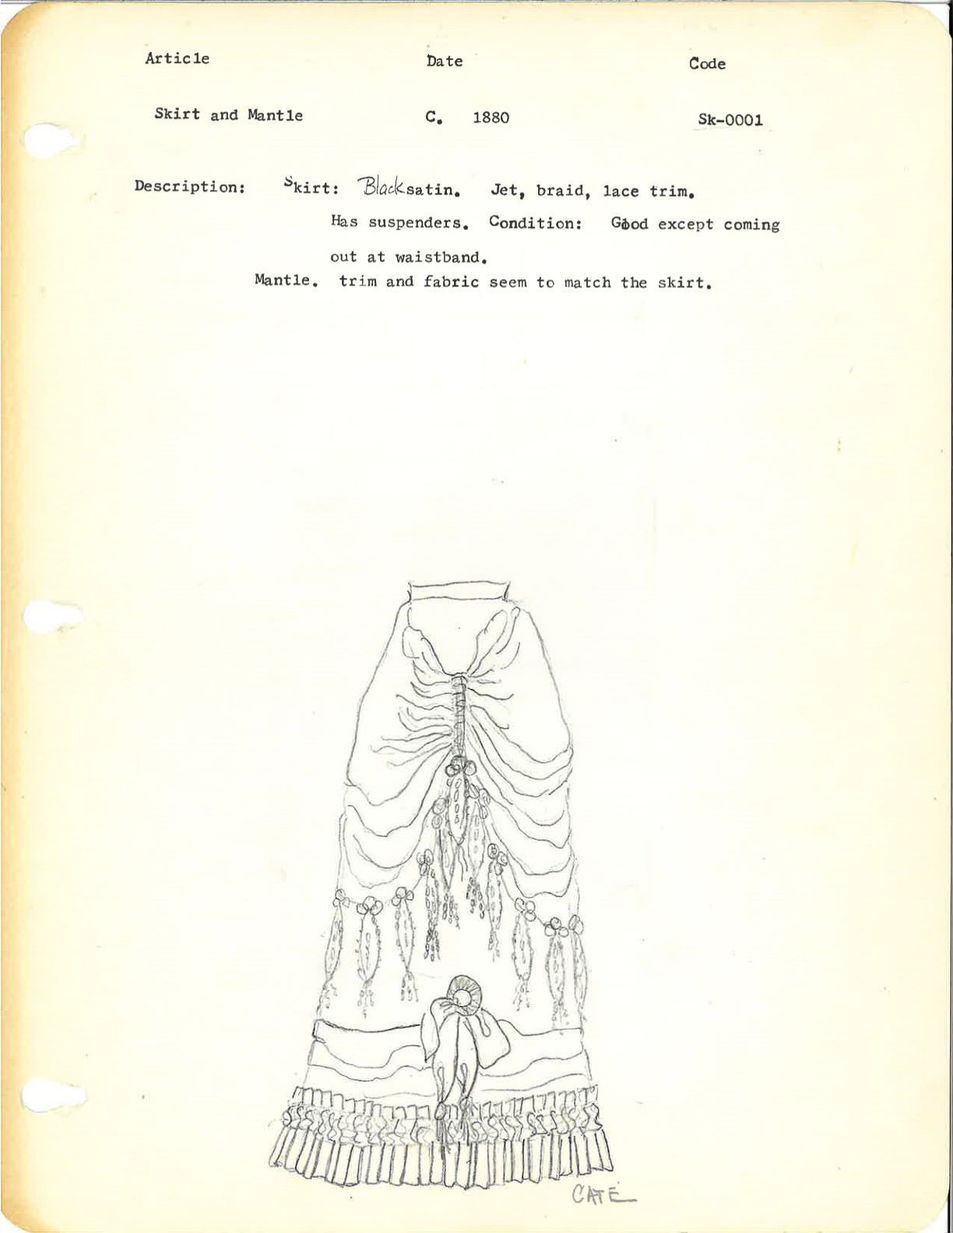 Article Date Code
Skirt and Mantle C. 1880 Sk-0001
Description: Skirt: Black satin. Jet, braid, lace trim.
Has suspenders. Condition: Good except coming
out at waistband.
Mantle. trim and fabric seem to match the skirt.
CATE